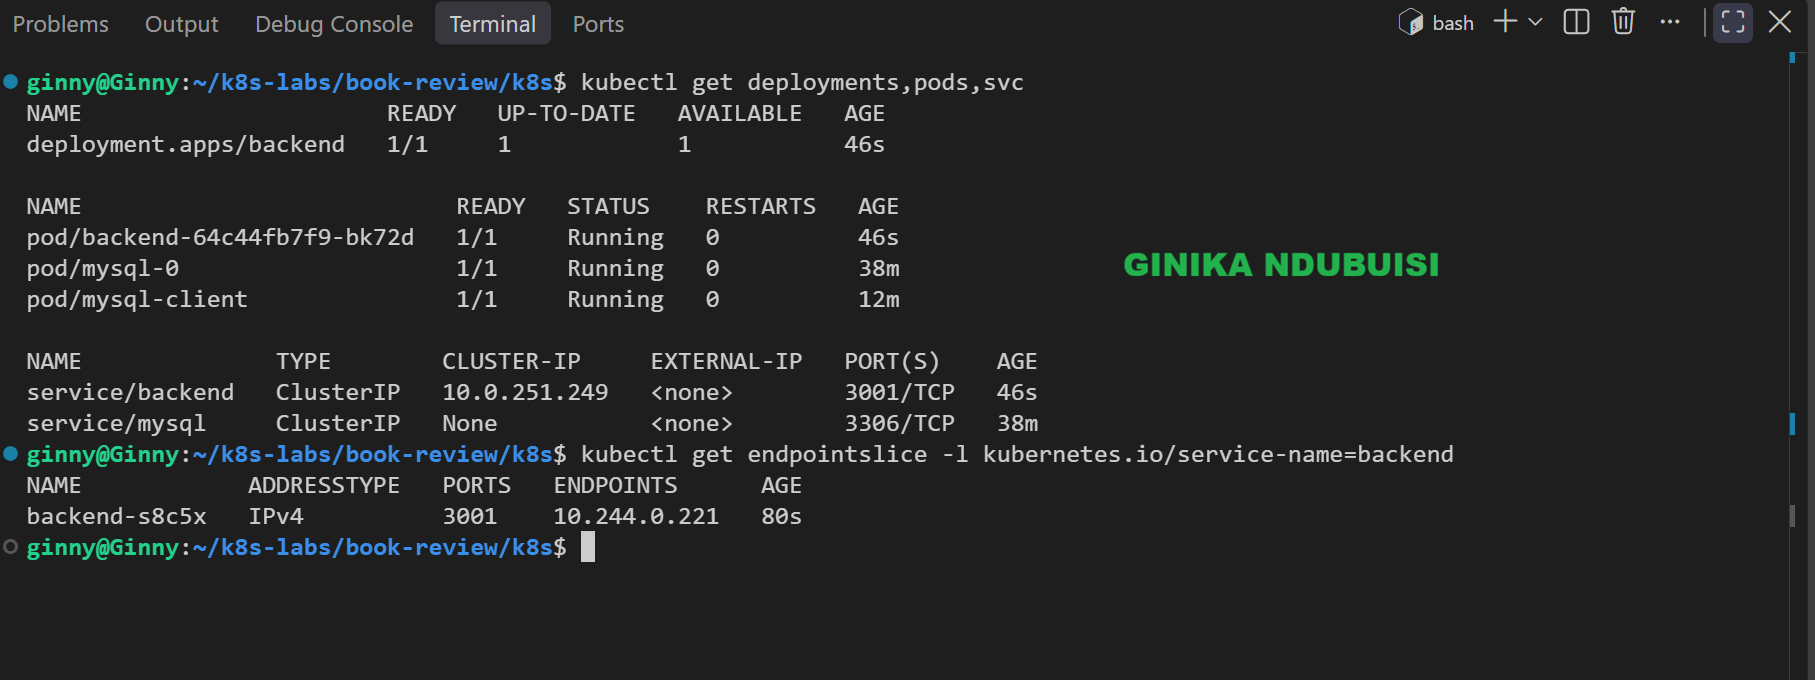 Problems Output Debug Console Terminal Ports bash
ginny@Ginny:~/k8s-labs/book-review/k8s$ kubectl get deployments,pods,svc
NAME READY UP-TO-DATE AVAILABLE AGE
deployment.apps/backend 1/1 1 1 46s
NAME READY STATUS RESTARTS AGE
pod/backend-64c44fb7f9-bk72d 1/1 Running 0 46s
pod/mysql-0 1/1 Running 0 38m
pod/mysql-client 1/1 Running 0 12m
GINIKA NDUBUISI
NAME TYPE CLUSTER-IP EXTERNAL-IP PORT(S) AGE
service/backend ClusterIP 10.0.251.249 <none> 3001/TCP 46s
service/mysql ClusterIP None <none> 3306/TCP 38m
ginny@Ginny:~/k8s-labs/book-review/k8s$ kubectl get endpointslice -l kubernetes.io/service-name=backend
NAME ADDRESSTYPE PORTS ENDPOINTS AGE
backend-s8c5x IPv4 3001 10.244.0.221 80s
ginny@Ginny:~/k8s-labs/book-review/k8s$